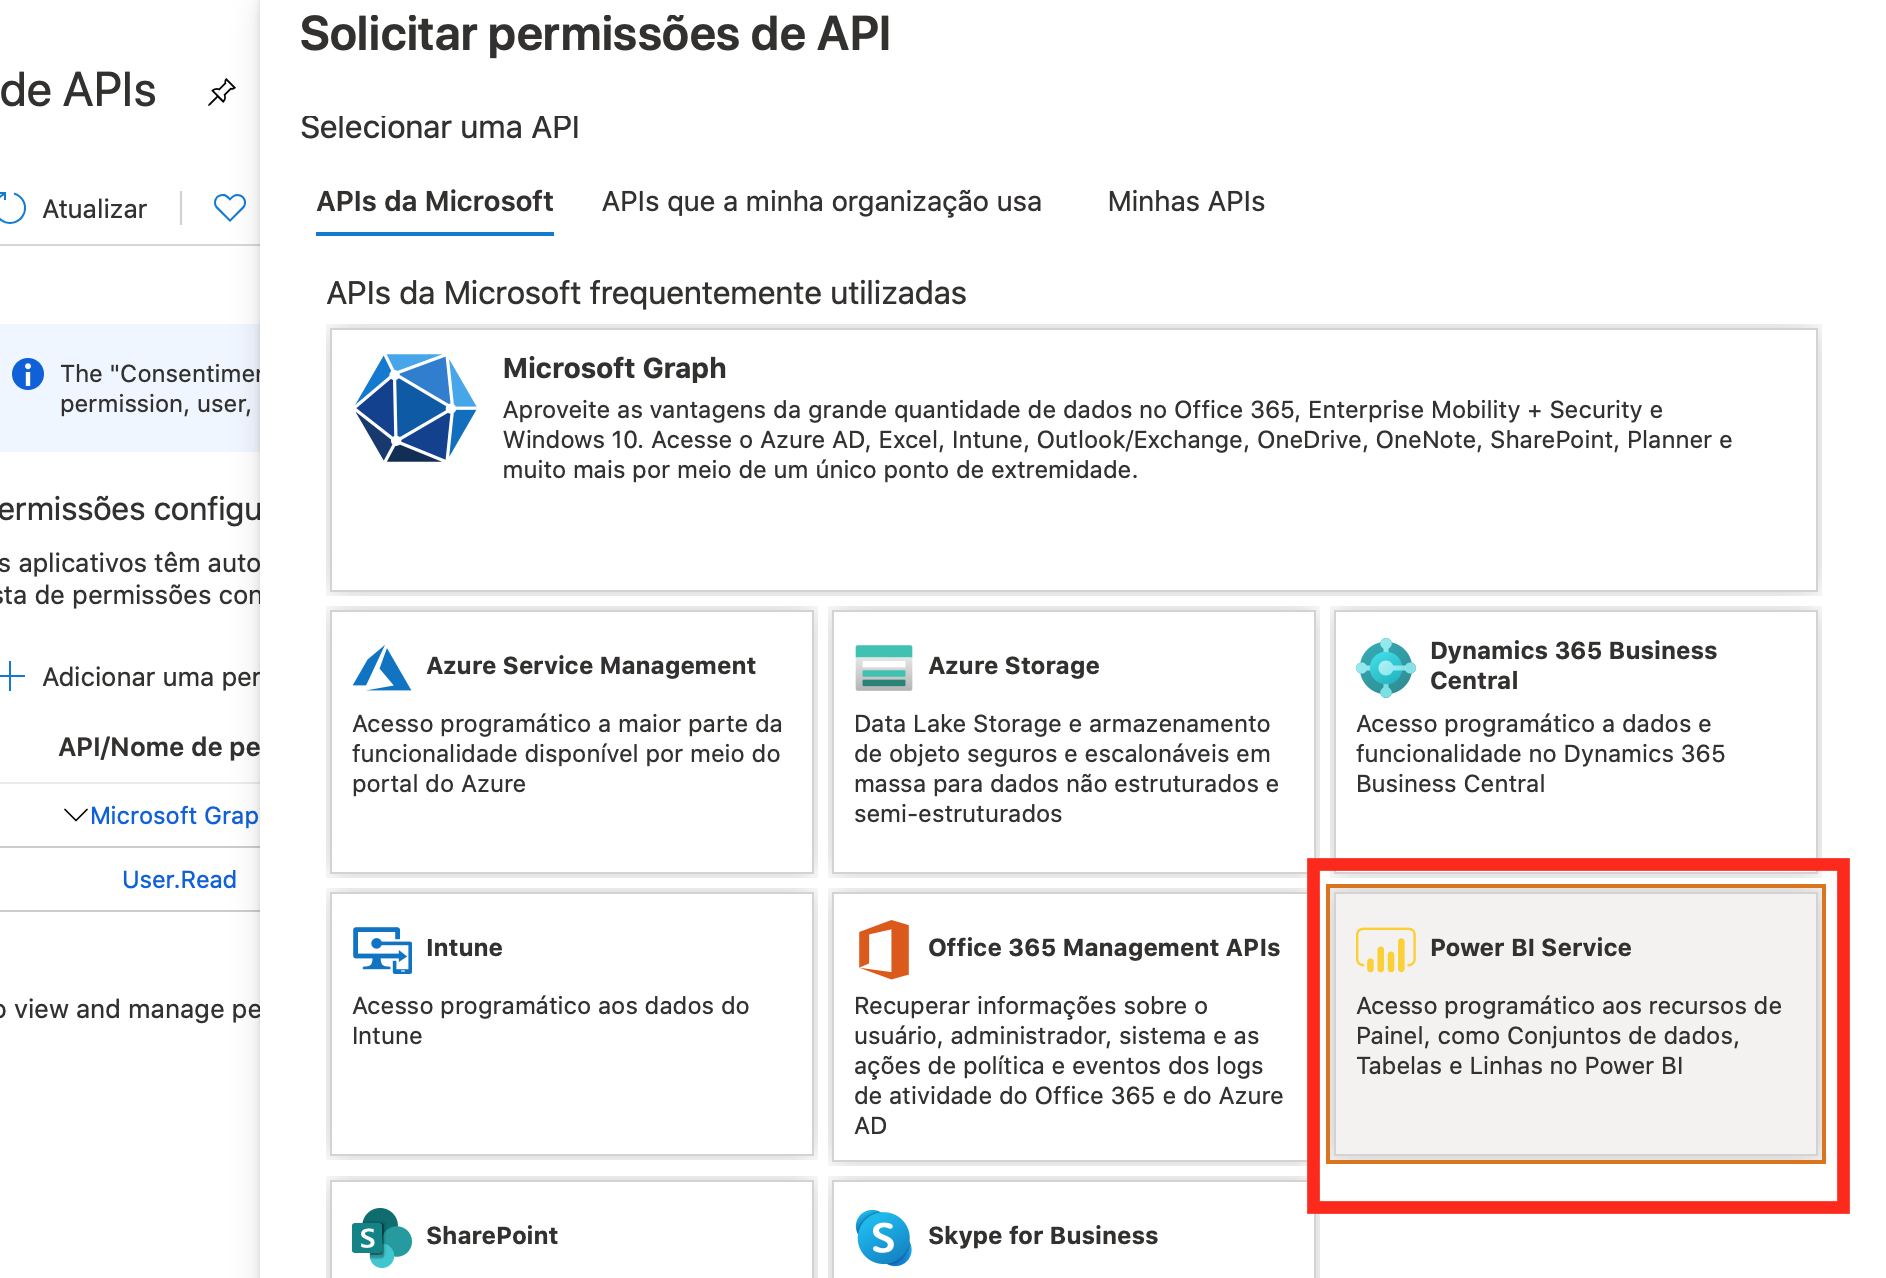 de APIs
Atualizar
The "Consentimen
permission, user,
ermissões configu
s aplicativos têm auto
sta de permissões con
Adicionar uma per
API/Nome de pe
Microsoft Grap
User.Read
o view and manage pe
Solicitar permissões de API
Selecionar uma API
APIs da Microsoft
APIs que a minha organização usa
Minhas APIs
APIs da Microsoft frequentemente utilizadas
Microsoft Graph
Aproveite as vantagens da grande quantidade de dados no Office 365, Enterprise Mobility + Security e
Windows 10. Acesse o Azure AD, Excel, Intune, Outlook/Exchange, OneDrive, OneNote, SharePoint, Planner e
muito mais por meio de um único ponto de extremidade.
Azure Service Management
Acesso programático a maior parte da
funcionalidade disponível por meio do
portal do Azure
Azure Storage
Data Lake Storage e armazenamento
de objeto seguros e escalonáveis em
massa para dados não estruturados e
semi-estruturados
Dynamics 365 Business
Central
Acesso programático a dados e
funcionalidade no Dynamics 365
Business Central
Intune
Acesso programático aos dados do
Intune
Office 365 Management APIs
Recuperar informações sobre o
usuário, administrador, sistema e as
ações de política e eventos dos logs
de atividade do Office 365 e do Azure
AD
Power BI Service
Acesso programático aos recursos de
Painel, como Conjuntos de dados,
Tabelas e Linhas no Power BI
SharePoint
Skype for Business